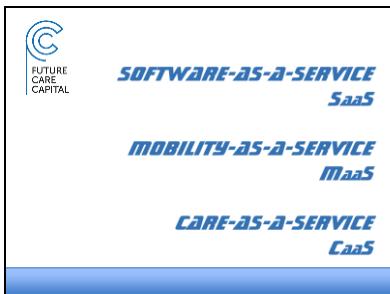 FUTURE
CARE
CAPITAL
SOFTWARE-AS-A-SERVICE
SaaS
MOBILITY-AS-A-SERVICE
MaaS
CARE-AS-A-SERVICE
CaaS